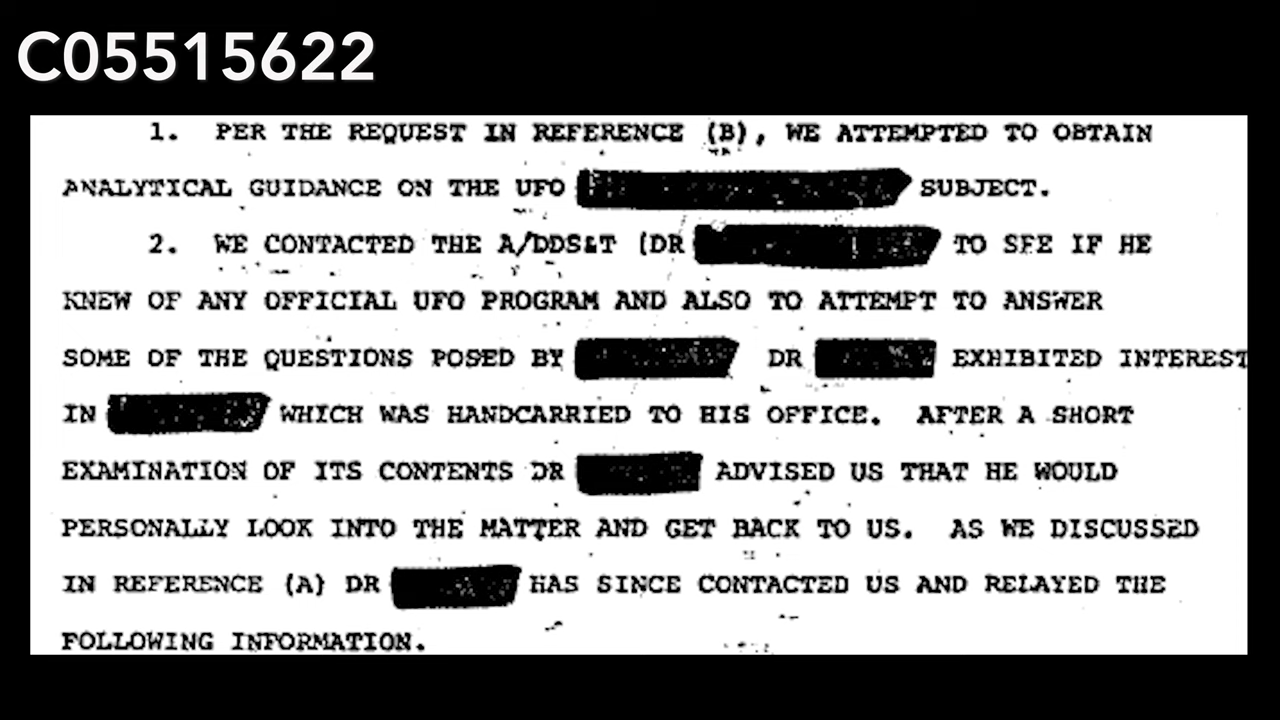 C05515622
1. PER THE REQUEST IN REFERENCE (B), WE ATTEMPTED TO OBTAIN
ANALYTICAL GUIDANCE ON THE UFO SUBJECT.
2. WE CONTACTED THE A/DDS&T (DR TO SEE IF HE
KNEW OF ANY OFFICIAL UFO PROGRAM AND ALSO TO ATTEMPT TO ANSWER
SOME OF THE QUESTIONS POSED BY DR EXHIBITED INTEREST
IN WHICH WAS HANDCARRIED TO HIS OFFICE. AFTER A SHORT
EXAMINATION OF ITS CONTENTS DR ADVISED US THAT HE WOULD
PERSONALLY LOOK INTO THE MATTER AND GET BACK TO US. AS WE DISCUSSED
IN REFERENCE (A) DR HAS SINCE CONTACTED US AND RELAYED THE
FOLLOWING INFORMATION.